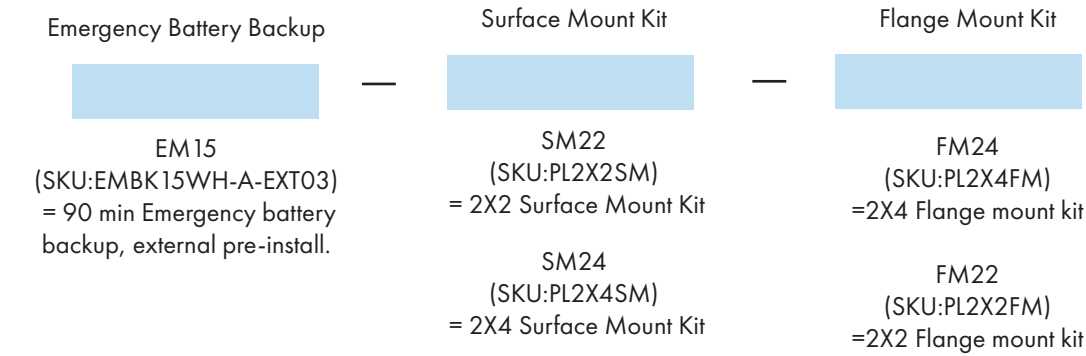 Emergency Battery Backup
—
Surface Mount Kit
—
Flange Mount Kit
EM15
(SKU:EMBK15WH-A-EXT03)
= 90 min Emergency battery
backup, external pre-install.
SM22
(SKU:PL2X2SM)
= 2X2 Surface Mount Kit
SM24
(SKU:PL2X4SM)
= 2X4 Surface Mount Kit
FM24
(SKU:PL2X4FM)
=2X4 Flange mount kit
FM22
(SKU:PL2X2FM)
=2X2 Flange mount kit